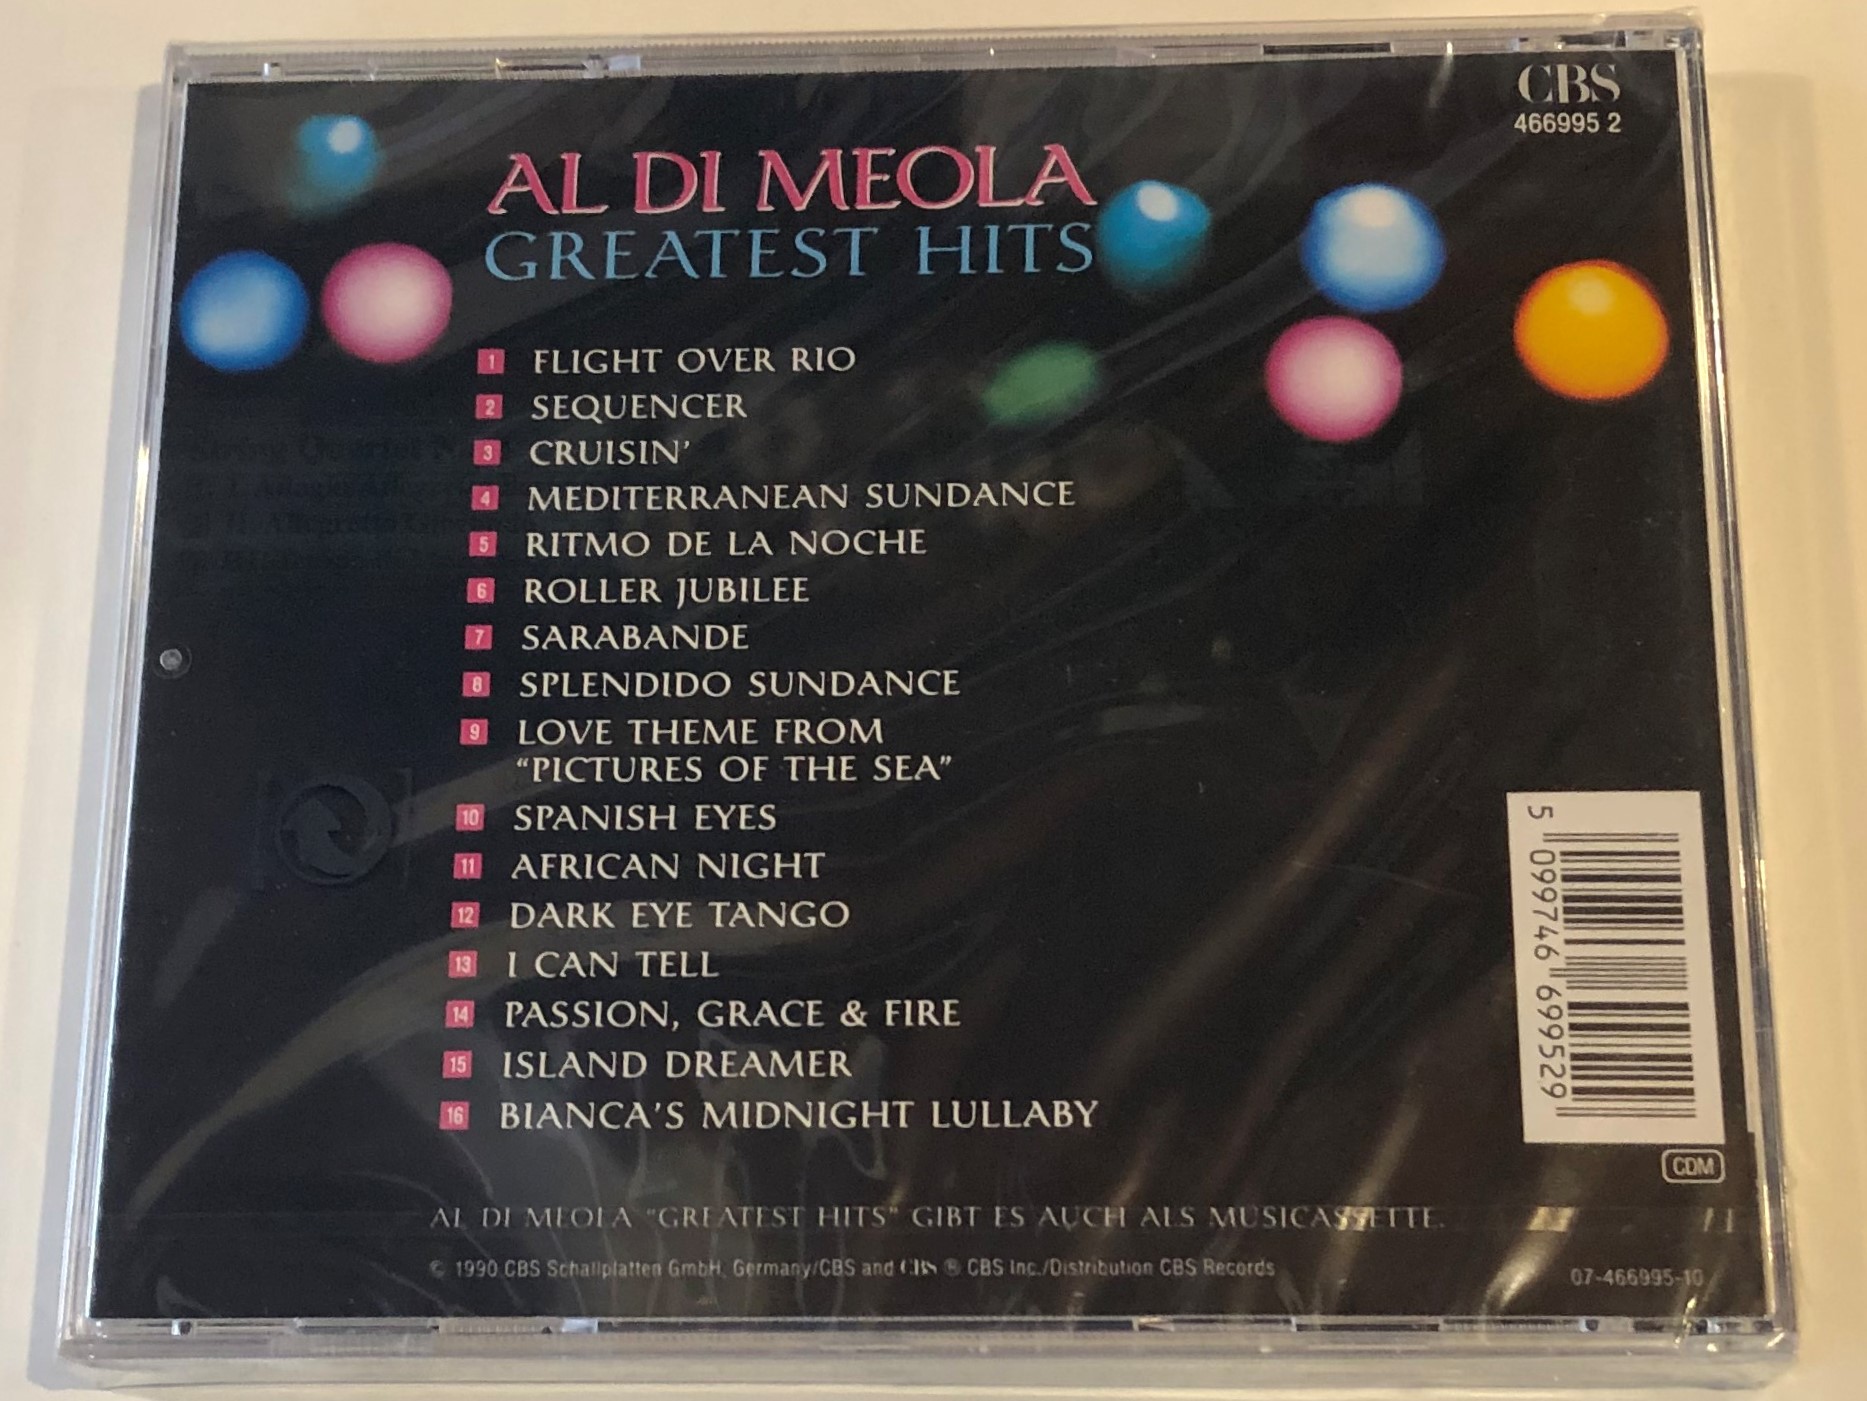 CBS
466995 2
AL DI MEOLA
GREATEST HITS
1 FLIGHT OVER RIO
2 SEQUENCER
3 CRUISIN'
4 MEDITERRANEAN SUNDANCE
5 RITMO DE LA NOCHE
6 ROLLER JUBILEE
7 SARABANDE
8 SPLENDIDO SUNDANCE
9 LOVE THEME FROM
"PICTURES OF THE SEA"
10 SPANISH EYES
11 AFRICAN NIGHT
12 DARK EYE TANGO
13 I CAN TELL
14 PASSION, GRACE & FIRE
15 ISLAND DREAMER
16 BIANCA'S MIDNIGHT LULLABY
5 099746 699529
CDM
AL DI MEOLA "GREATEST HITS" GIBT ES AUCH ALS MUSICASSETTE.
© 1990 CBS Schallplatten GmbH, Germany/CBS and CBS ® CBS Inc./Distribution CBS Records
07-466995-10
String Quartet